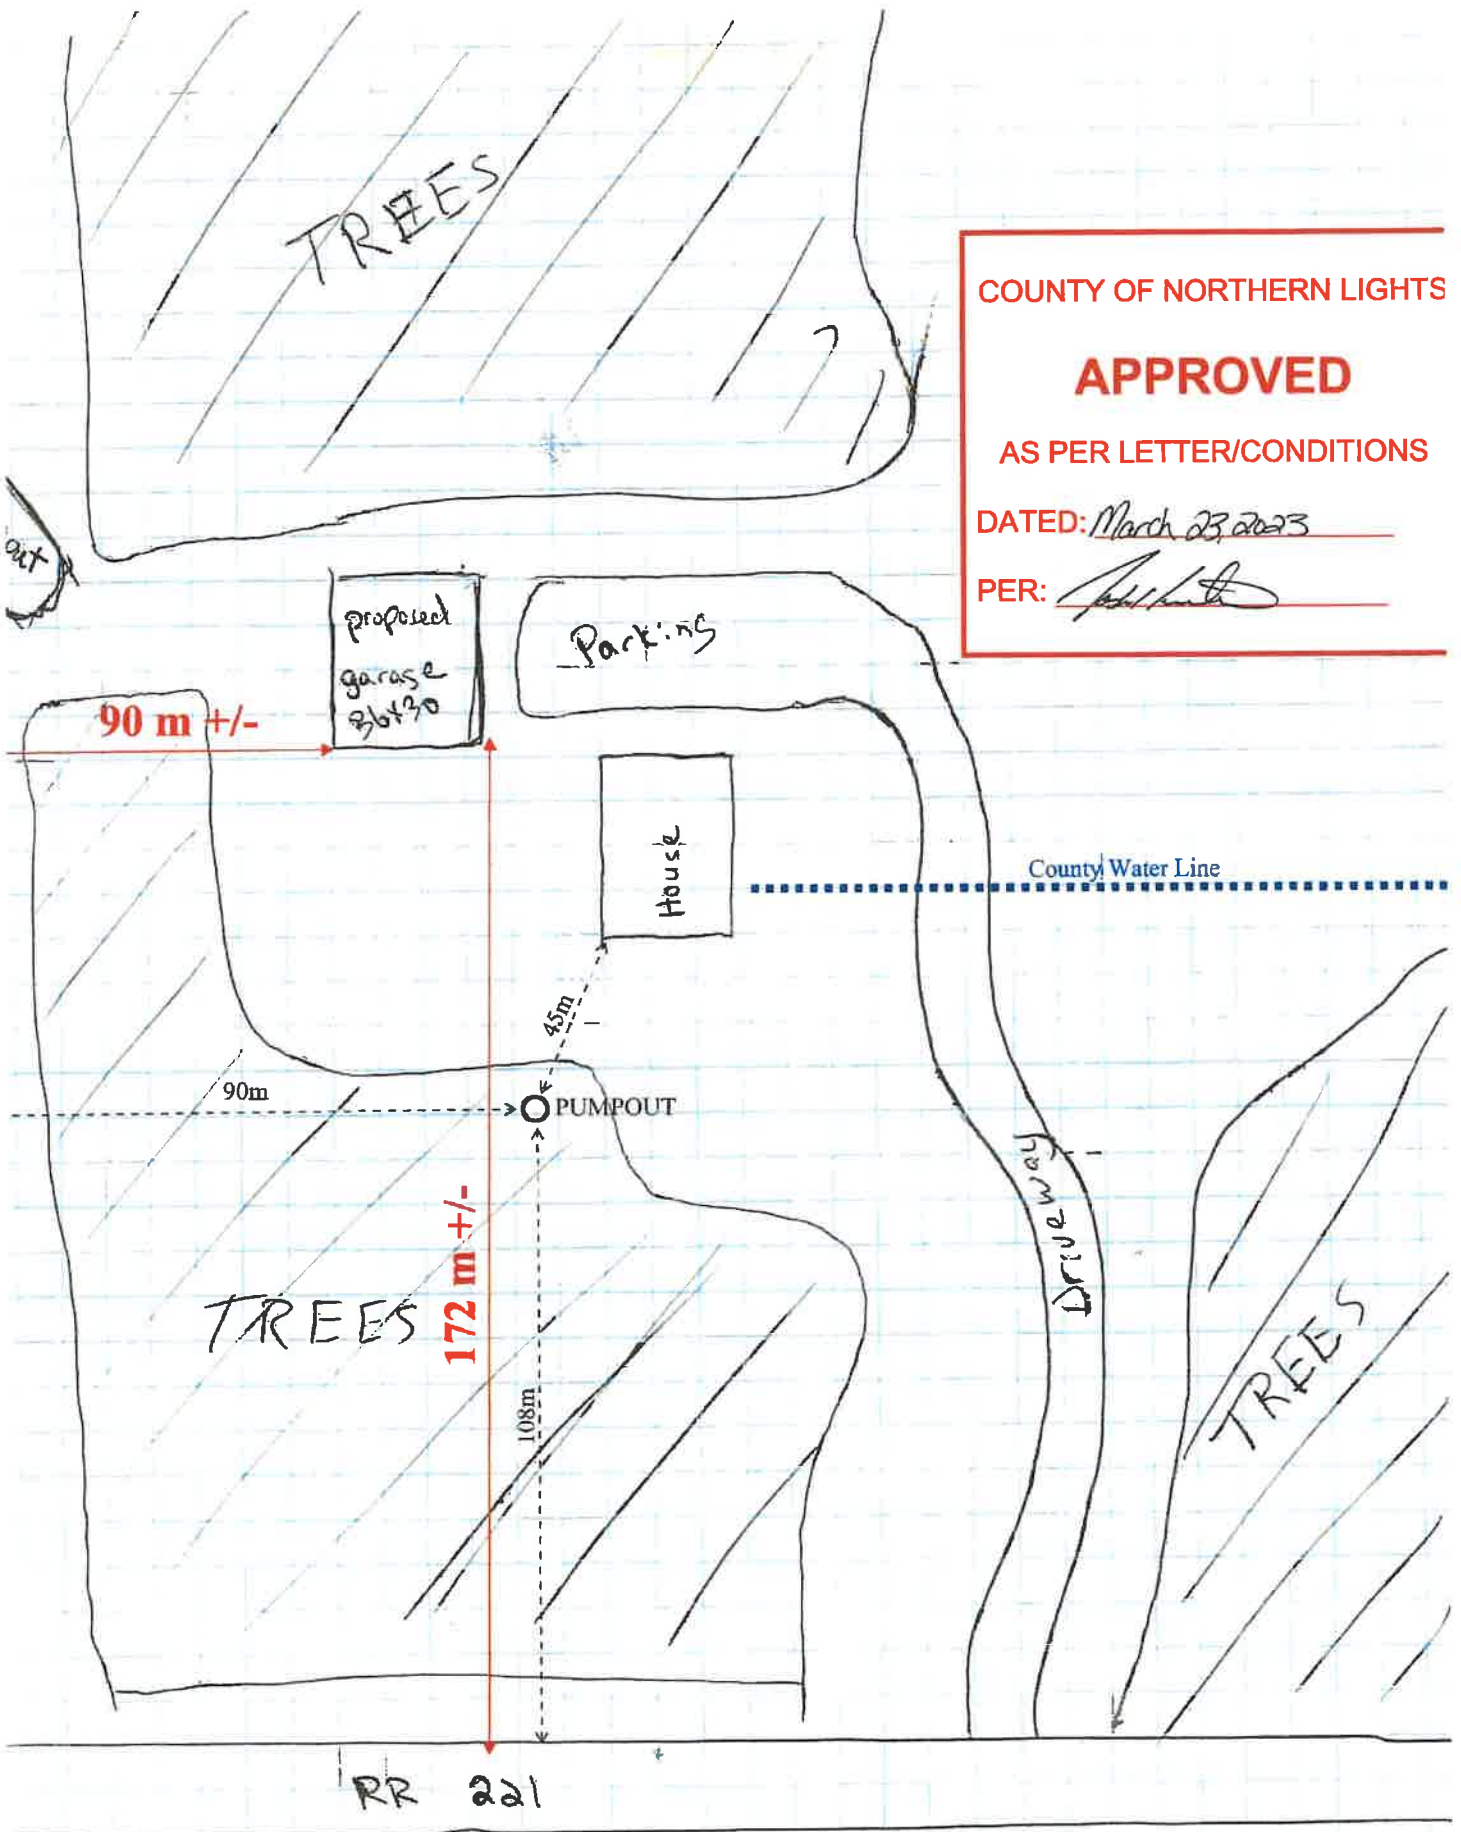 TREES
COUNTY OF NORTHERN LIGHTS
APPROVED
AS PER LETTER/CONDITIONS
DATED: March 23, 2023
PER:
proposed
garage
36x30
Parking
90 m +/-
House
County Water Line
45m
90m
PUMPOUT
172 m +/-
Driveway
TREES
TREES
108m
RR 221